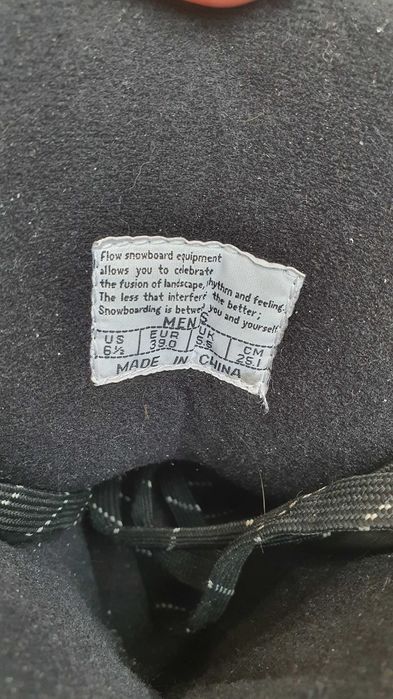 Flow snowboard equipment
allows you to celebrate
the fusion of landscape, rhythm and feeling.
The less that interferes the better;
Snowboarding is between you and yourself
MENS
US EUR UK CM
6½ 39.0 5.5 25.1
MADE IN CHINA